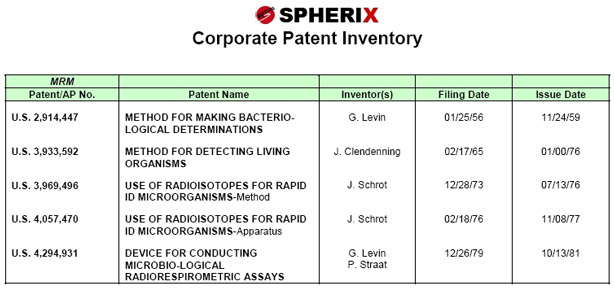 SPHERIX
Corporate Patent Inventory
MRM
Patent/AP No. Patent Name Inventor(s) Filing Date Issue Date
U.S. 2,914,447 METHOD FOR MAKING BACTERIO- G. Levin 01/25/56 11/24/59
LOGICAL DETERMINATIONS
U.S. 3,933,592 METHOD FOR DETECTING LIVING J. Clendenning 02/17/65 01/00/76
ORGANISMS
U.S. 3,969,496 USE OF RADIOISOTOPES FOR RAPID J. Schrot 12/28/73 07/13/76
ID MICROORGANISMS-Method
U.S. 4,057,470 USE OF RADIOISOTOPES FOR RAPID J. Schrot 02/18/76 11/08/77
ID MICROORGANISMS-Apparatus
U.S. 4,294,931 DEVICE FOR CONDUCTING G. Levin 12/26/79 10/13/81
MICROBIO-LOGICAL P. Straat
RADIORESPIROMETRIC ASSAYS